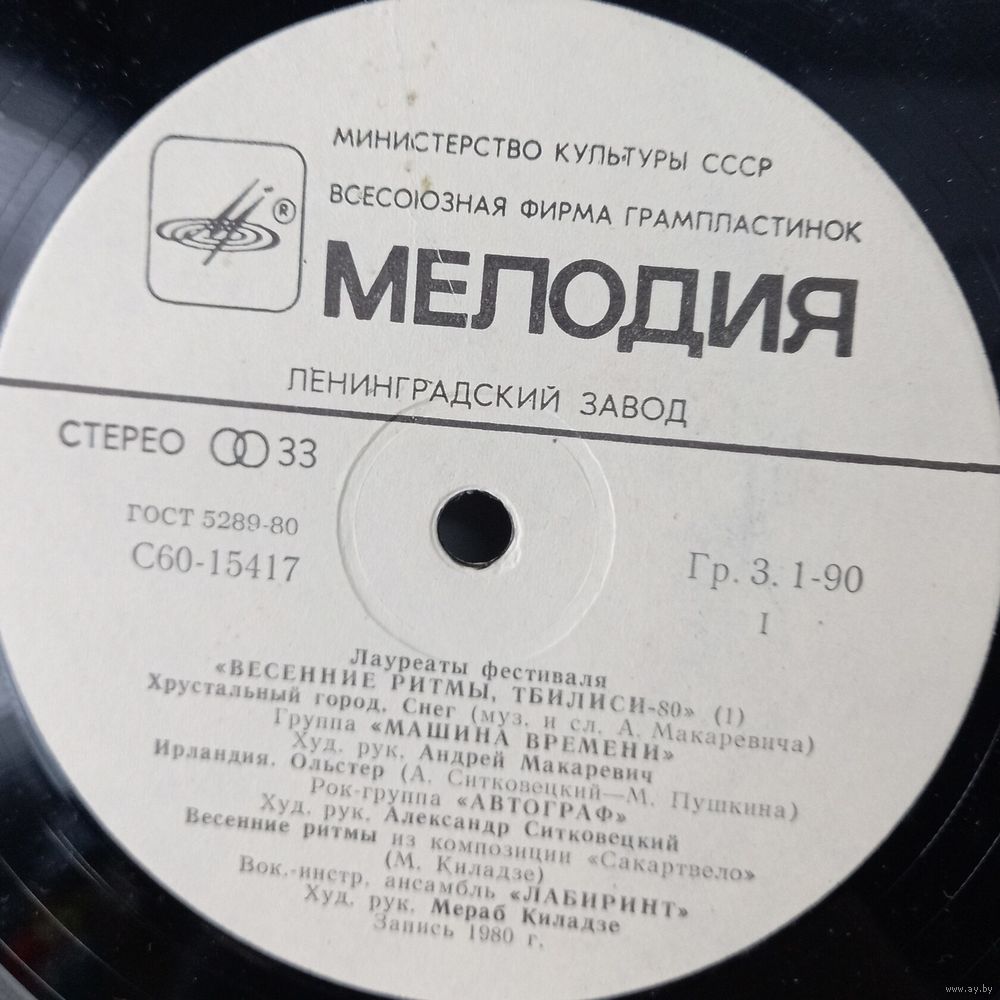 МИНИСТЕРСТВО КУЛЬТУРЫ СССР
ВСЕСОЮЗНАЯ ФИРМА ГРАМПЛАСТИНОК
®
МЕЛОДИЯ
ЛЕНИНГРАДСКИЙ ЗАВОД
СТЕРЕО 33
ГОСТ 5289-80
С60-15417
Гр. 3. 1-90
I
Лауреаты фестиваля
«ВЕСЕННИЕ РИТМЫ, ТБИЛИСИ-80» (1)
Хрустальный город, Снег (муз. и сл. А. Макаревича)
Группа «МАШИНА ВРЕМЕНИ»
Худ. рук. Андрей Макаревич
Ирландия. Ольстер (А. Ситковецкий—М. Пушкина)
Рок-группа «АВТОГРАФ»
Худ. рук. Александр Ситковецкий
Весенние ритмы из композиции «Сакартвело»
(М. Киладзе)
Вок.-инстр. ансамбль «ЛАБИРИНТ»
Худ. рук. Мераб Киладзе
Запись 1980 г.
www.ay.by